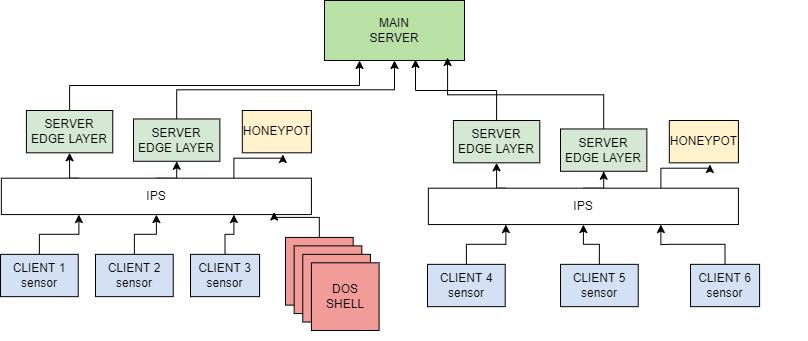 MAIN
SERVER
SERVER
EDGE LAYER
SERVER
EDGE LAYER
HONEYPOT
SERVER
EDGE LAYER
SERVER
EDGE LAYER
HONEYPOT
IPS
IPS
CLIENT 1
sensor
CLIENT 2
sensor
CLIENT 3
sensor
DOS
SHELL
CLIENT 4
sensor
CLIENT 5
sensor
CLIENT 6
sensor